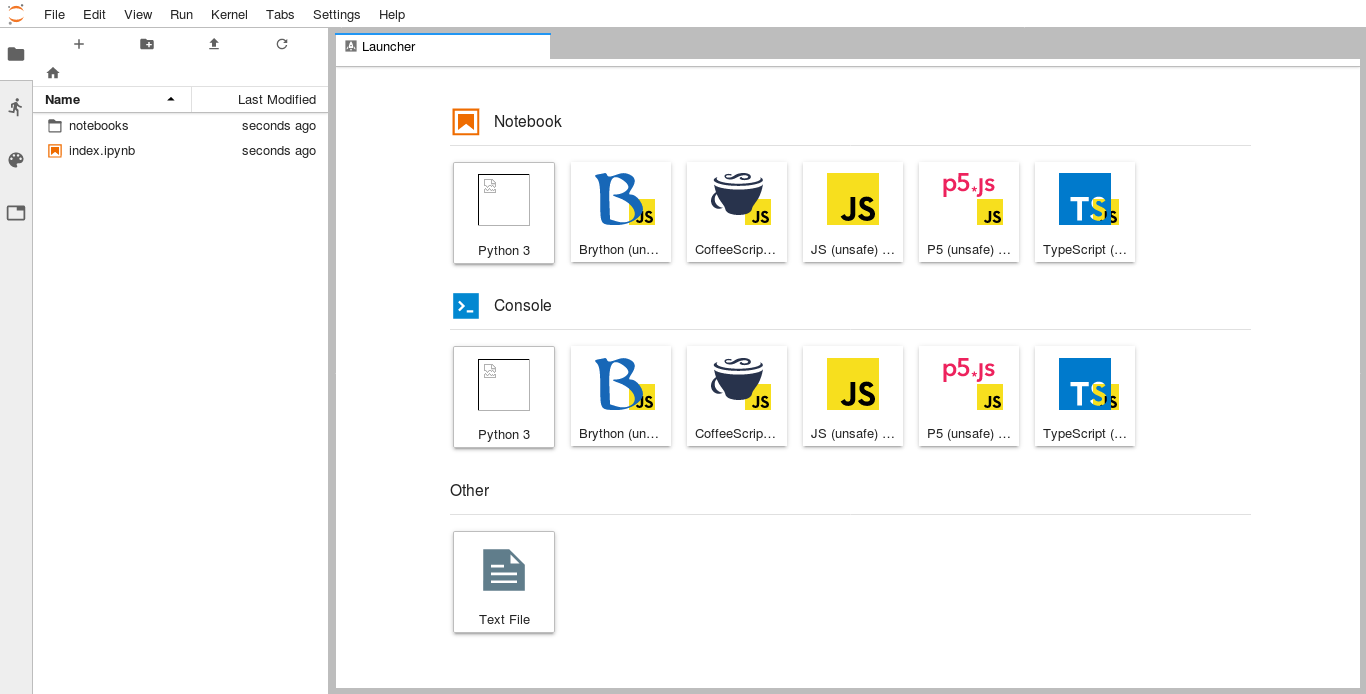 File Edit View Run Kernel Tabs Settings Help
Launcher
Name Last Modified
notebooks seconds ago
index.ipynb seconds ago
Notebook
JS JS JS p5*js JS TS JS
Python 3 Brython (un… CoffeeScrip… JS (unsafe) … P5 (unsafe) … TypeScript (…
Console
JS JS JS p5*js JS TS JS
Python 3 Brython (un… CoffeeScrip… JS (unsafe) … P5 (unsafe) … TypeScript (…
Other
Text File